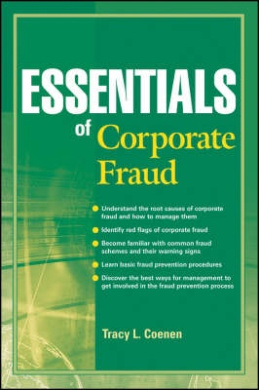 ESSENTIALS
of Corporate
Fraud
Understand the root causes of corporate
fraud and how to manage them
Identify red flags of corporate fraud
Become familiar with common fraud
schemes and their warning signs
Learn basic fraud prevention procedures
Discover the best ways for management to
get involved in the fraud prevention process
Tracy L. Coenen